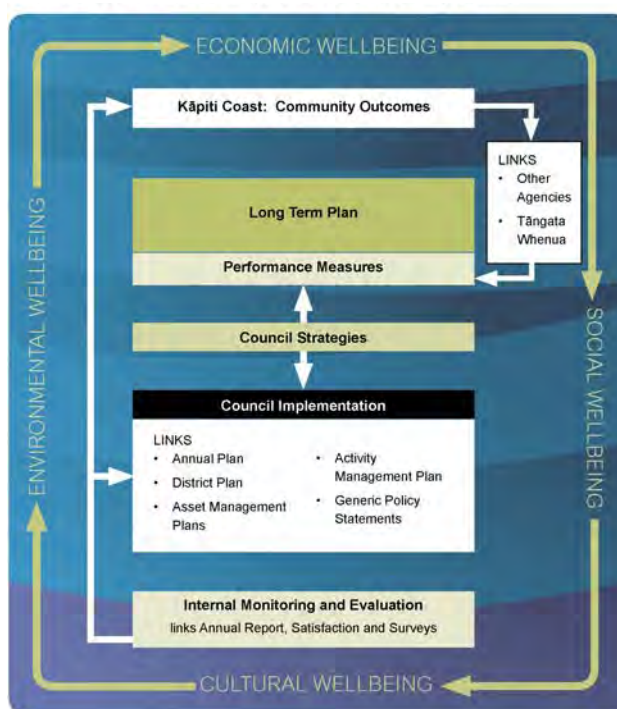 ECONOMIC WELLBEING
Kāpiti Coast: Community Outcomes
LINKS
• Other
Agencies
• Tāngata
Whenua
Long Term Plan
Performance Measures
Council Strategies
Council Implementation
LINKS
• Annual Plan
• District Plan
• Asset Management
Plans
• Activity
Management Plan
• Generic Policy
Statements
Internal Monitoring and Evaluation
links Annual Report, Satisfaction and Surveys
ENVIRONMENTAL WELLBEING
SOCIAL WELLBEING
CULTURAL WELLBEING